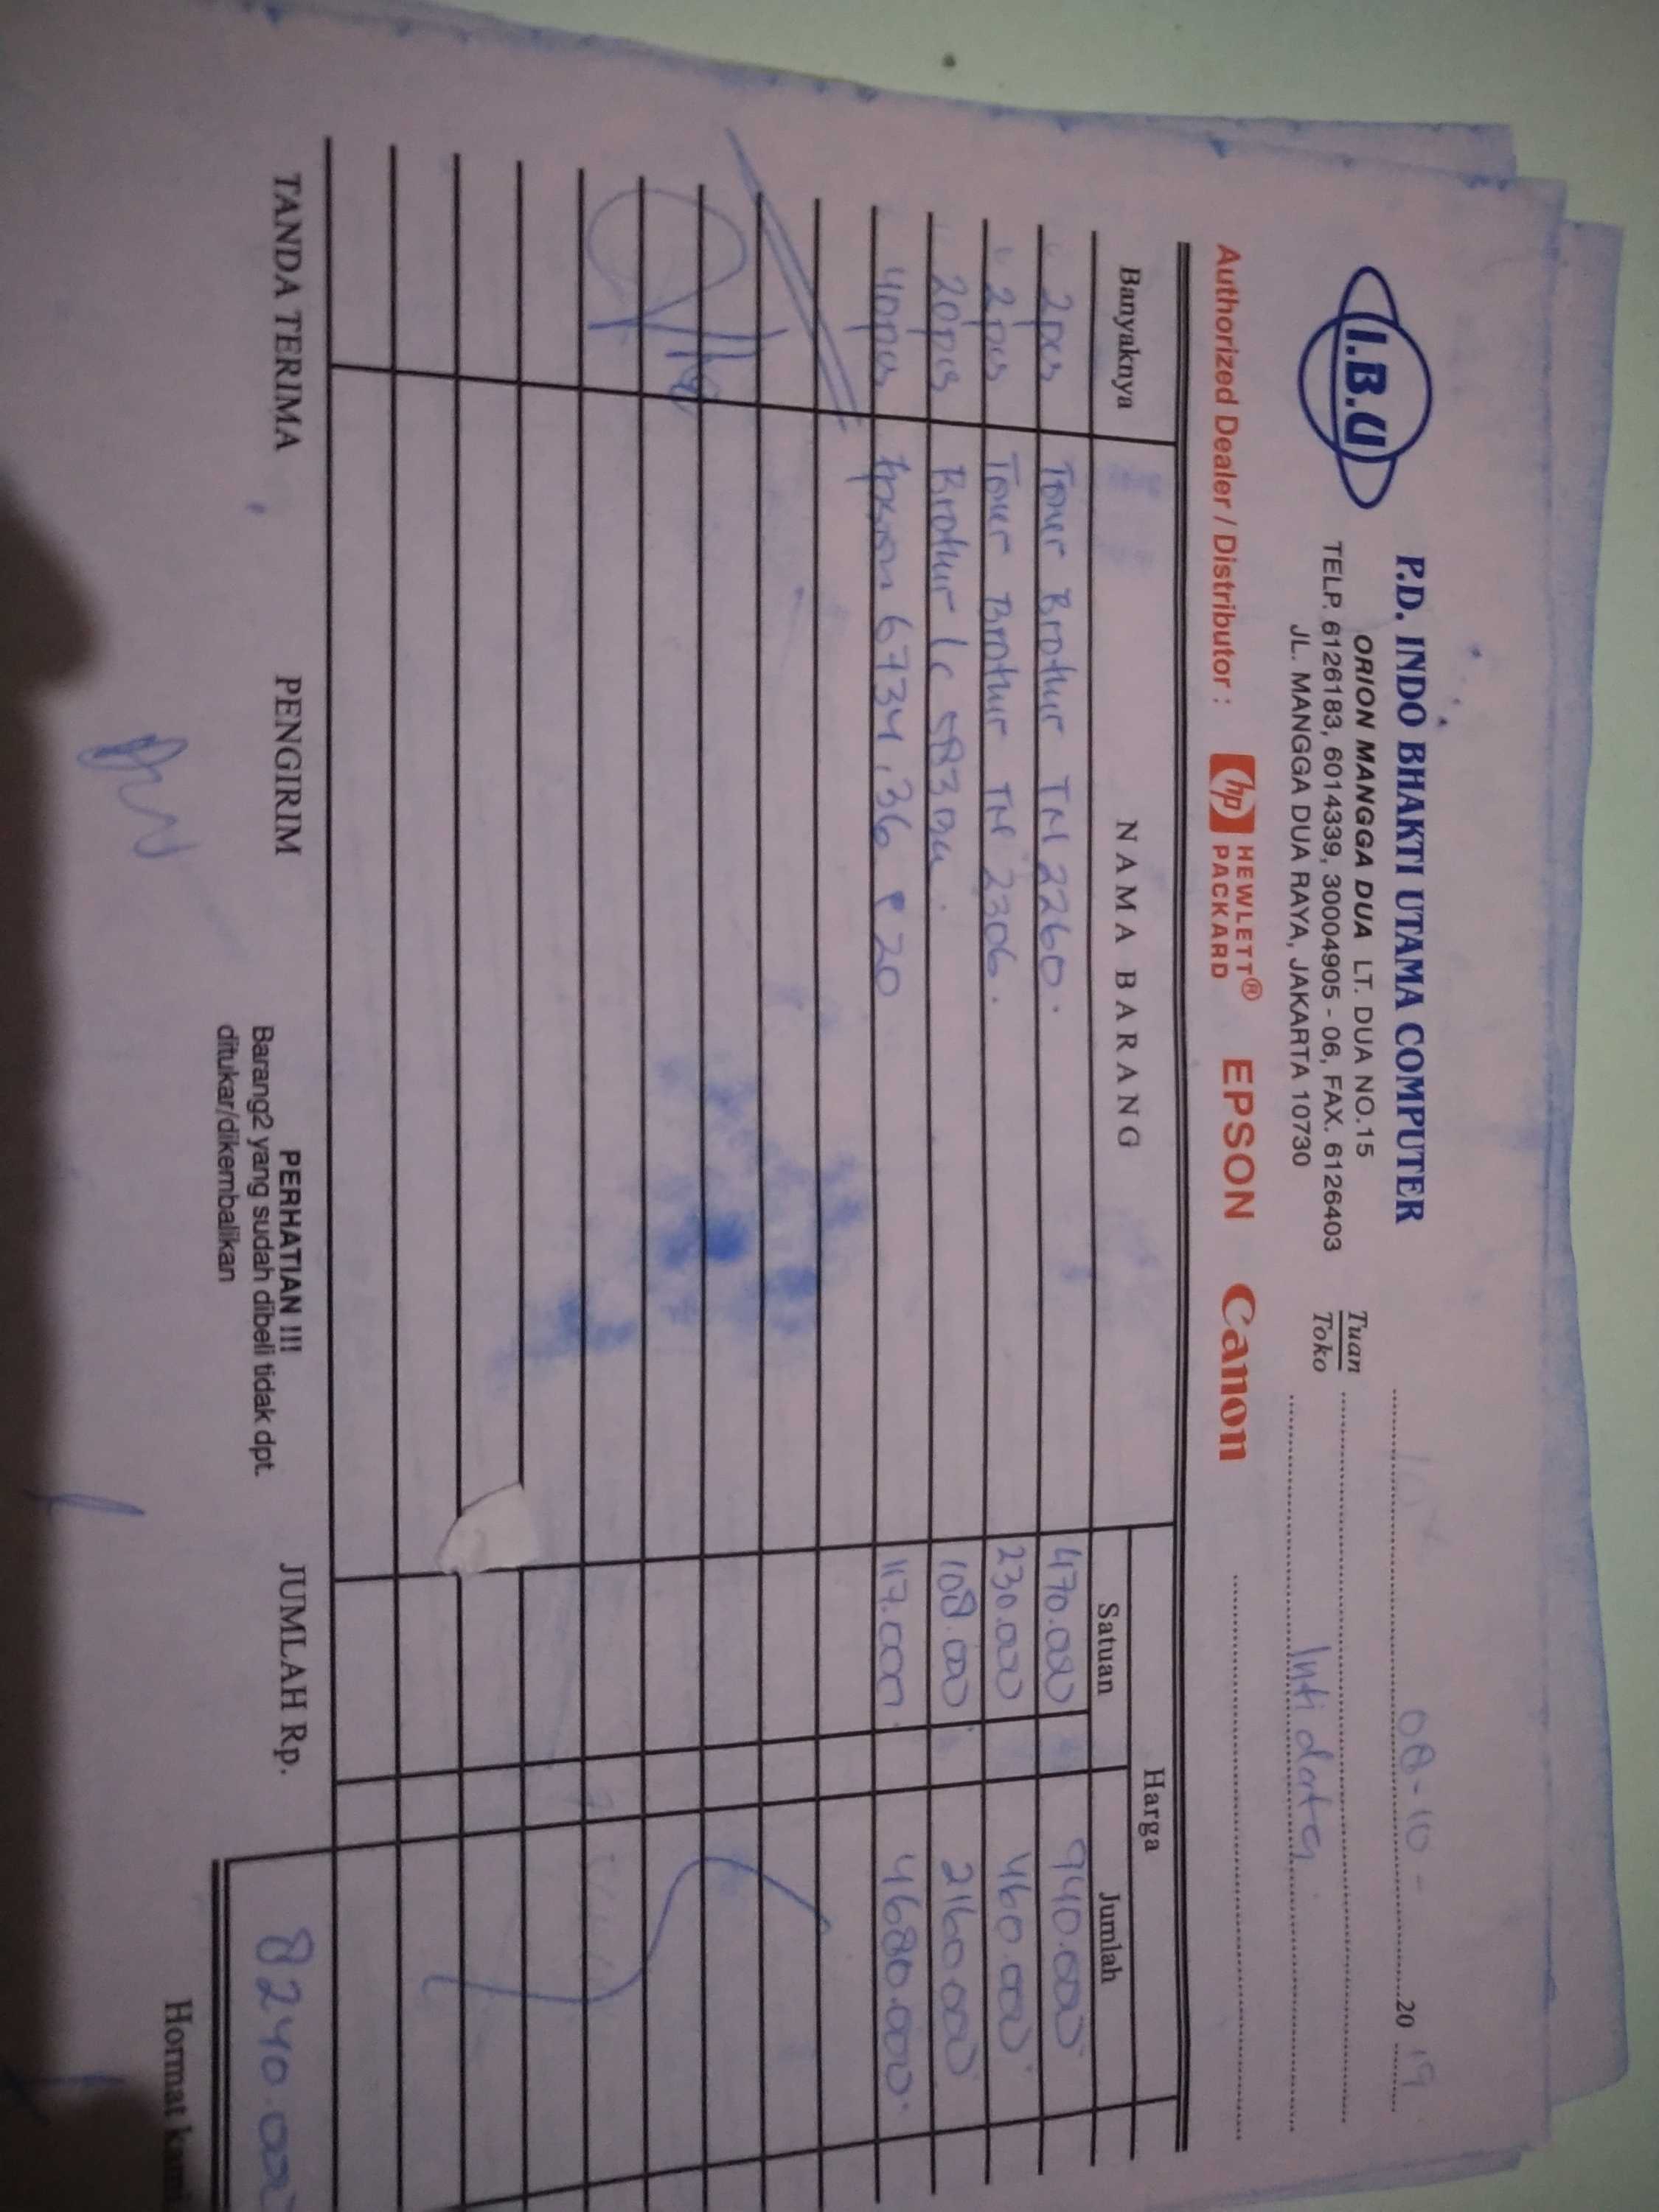 I.B.U
P.D. INDO BHAKTI UTAMA COMPUTER
ORION MANGGA DUA LT. DUA NO.15
TELP. 6126183, 6014339, 30004905 - 06, FAX. 6126403
JL. MANGGA DUA RAYA, JAKARTA 10730
08-10- 20 19
Tuan
Toko
Inti data
Authorized Dealer / Distributor : hp HEWLETT® PACKARD EPSON Canon
Banyaknya NAMA BARANG Harga
Satuan Jumlah
2pcs Toner Brother TN 2260. 470.000 940.000
2pcs Toner Brother TN 2306. 230.000 460.000
20pcs Brother Lc 583 108.000 2160.000
40pcs Epson 6734,36 @ 20 117.000 4680.000
TANDA TERIMA PENGIRIM PERHATIAN !!! JUMLAH Rp. 8240.000
Barang2 yang sudah dibeli tidak dpt.
ditukar/dikembalikan
Hormat kami